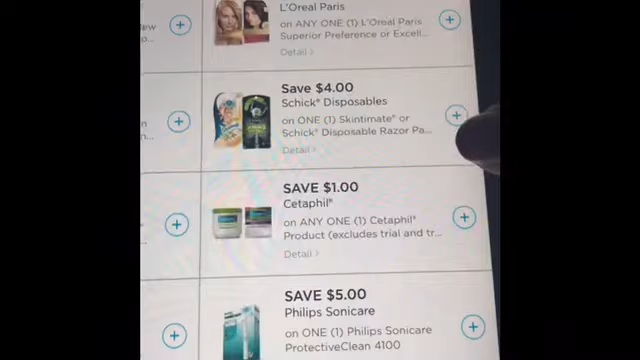 L'Oreal Paris
on ANY ONE (1) L'Oreal Paris
Superior Preference or Excell...
Detail >
Save $4.00
Schick® Disposables
on ONE (1) Skintimate® or
Schick® Disposable Razor Pa...
Detail >
SAVE $1.00
Cetaphil®
on ANY ONE (1) Cetaphil®
Product (excludes trial and tr...
Detail >
SAVE $5.00
Philips Sonicare
on ONE (1) Philips Sonicare
ProtectiveClean 4100